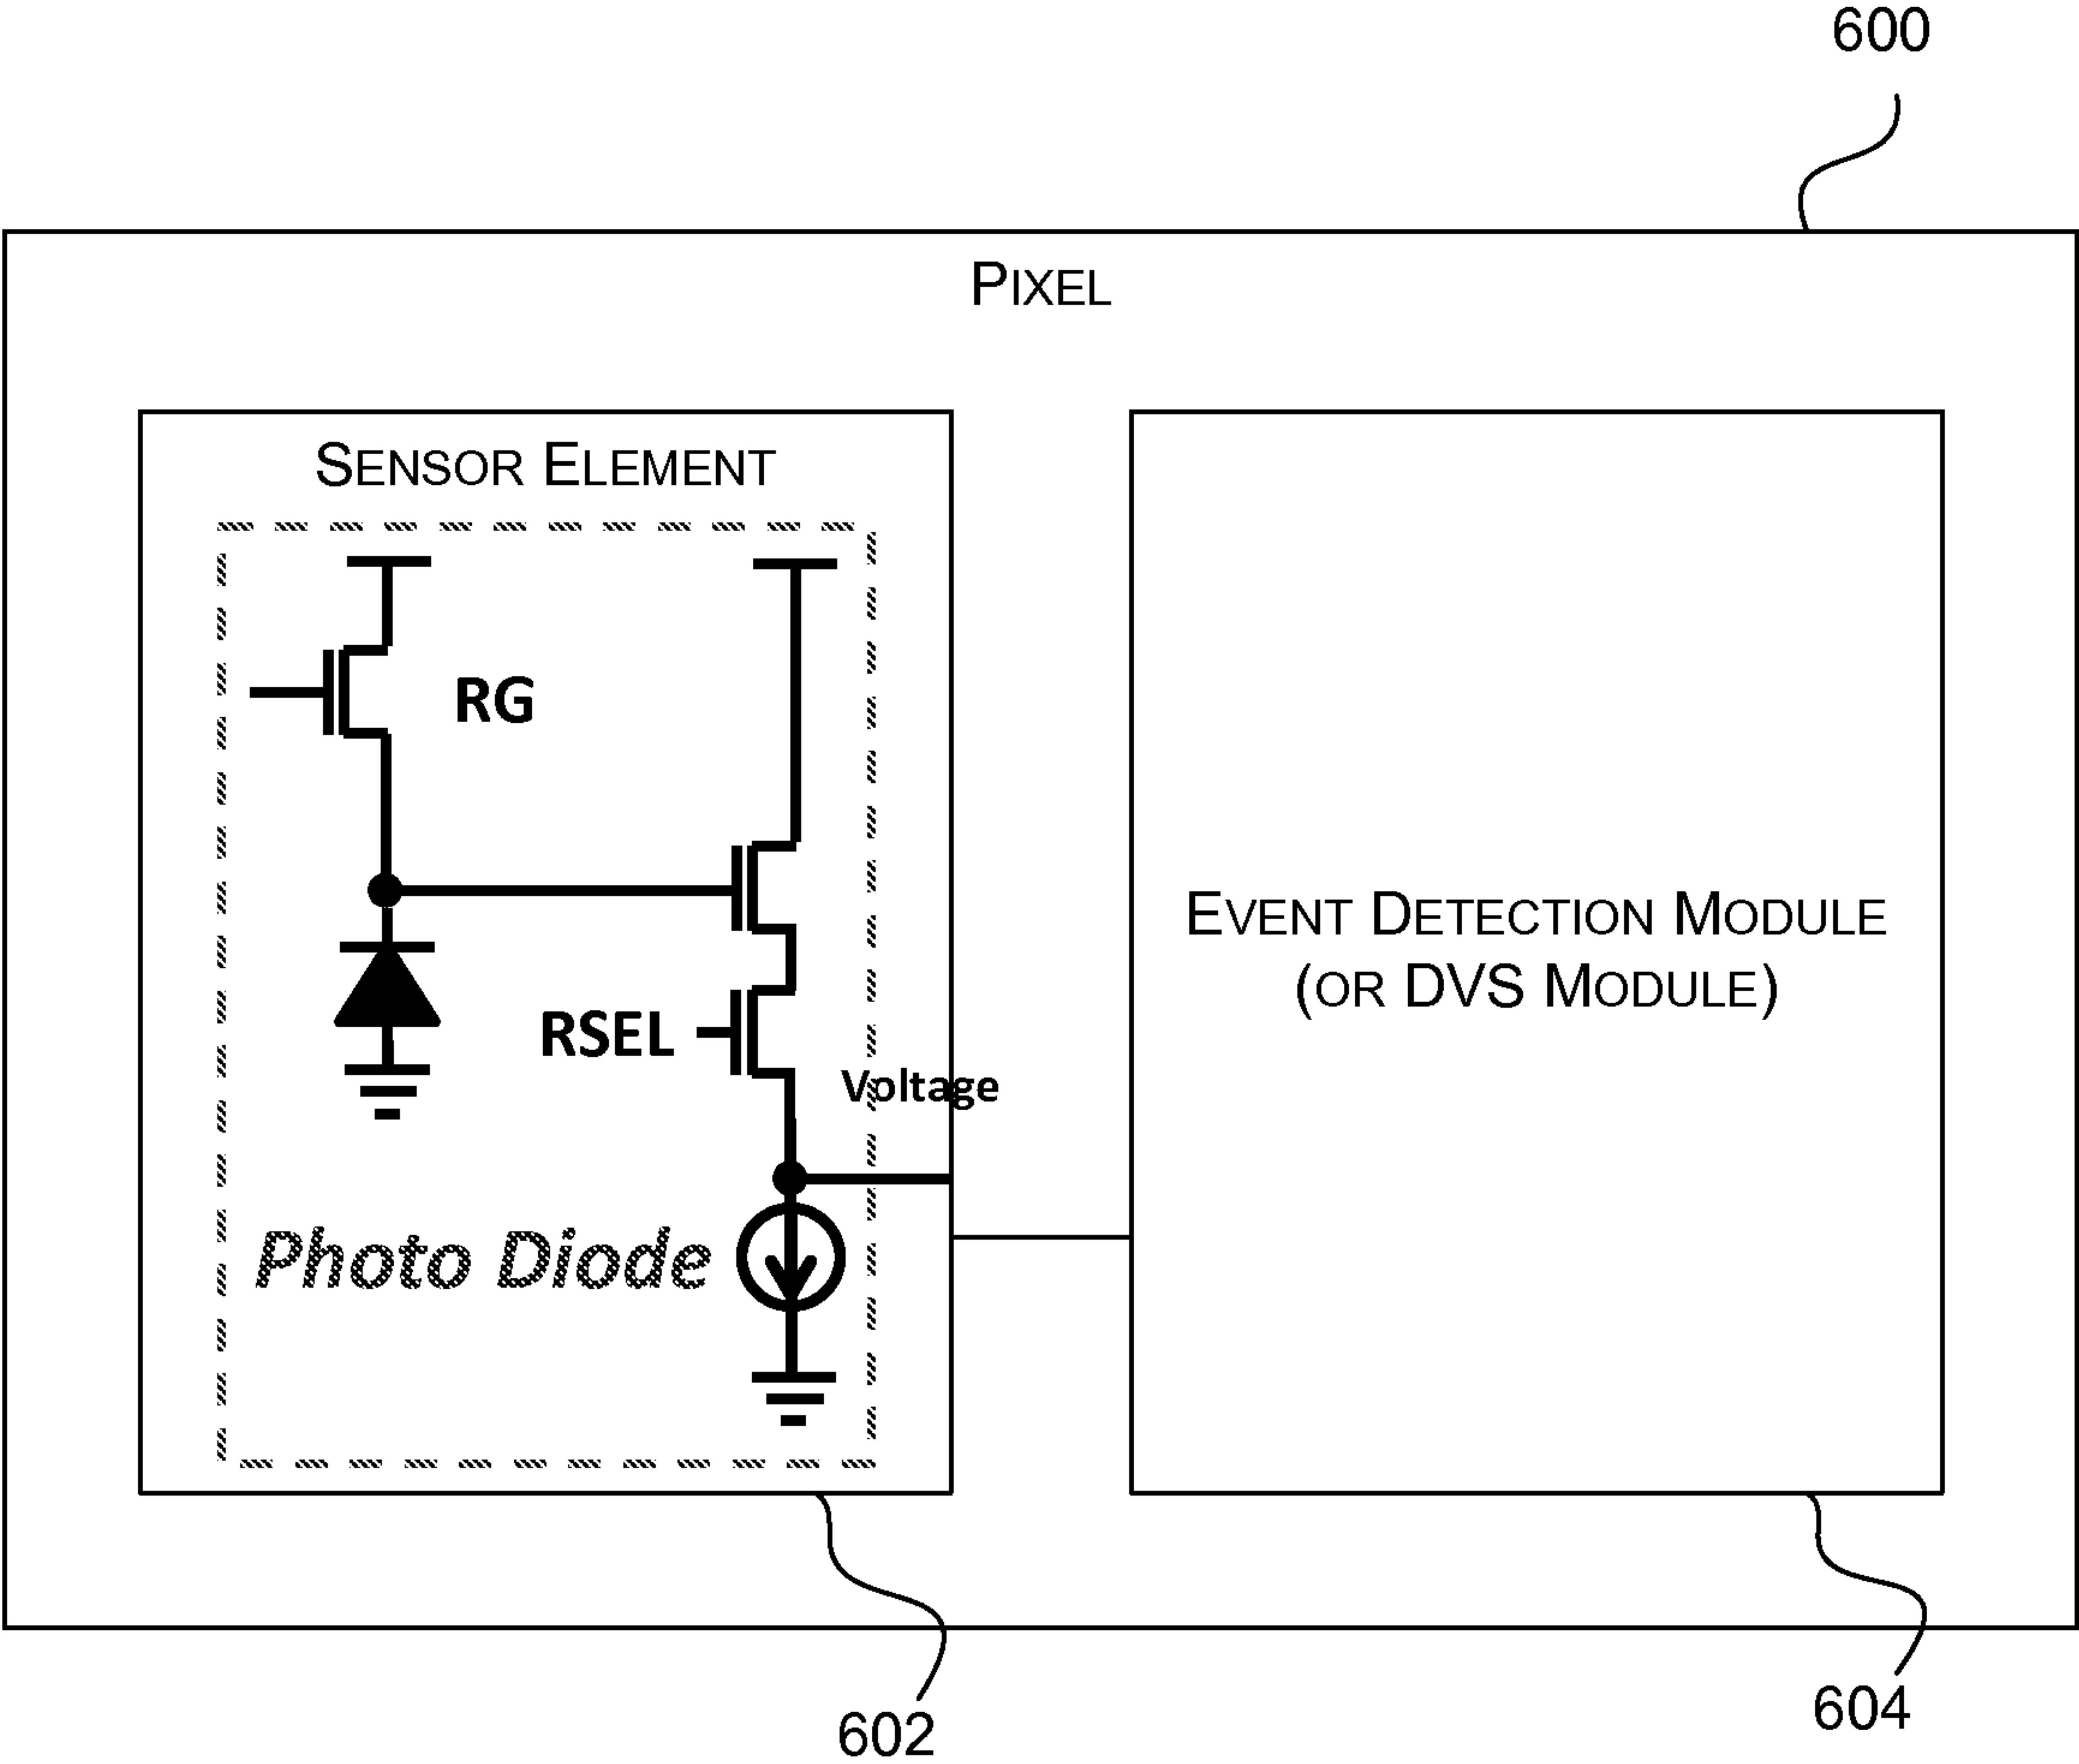 600
PIXEL
SENSOR ELEMENT
RG
EVENT DETECTION MODULE
(OR DVS MODULE)
RSEL
Voltage
Photo Diode
602
604